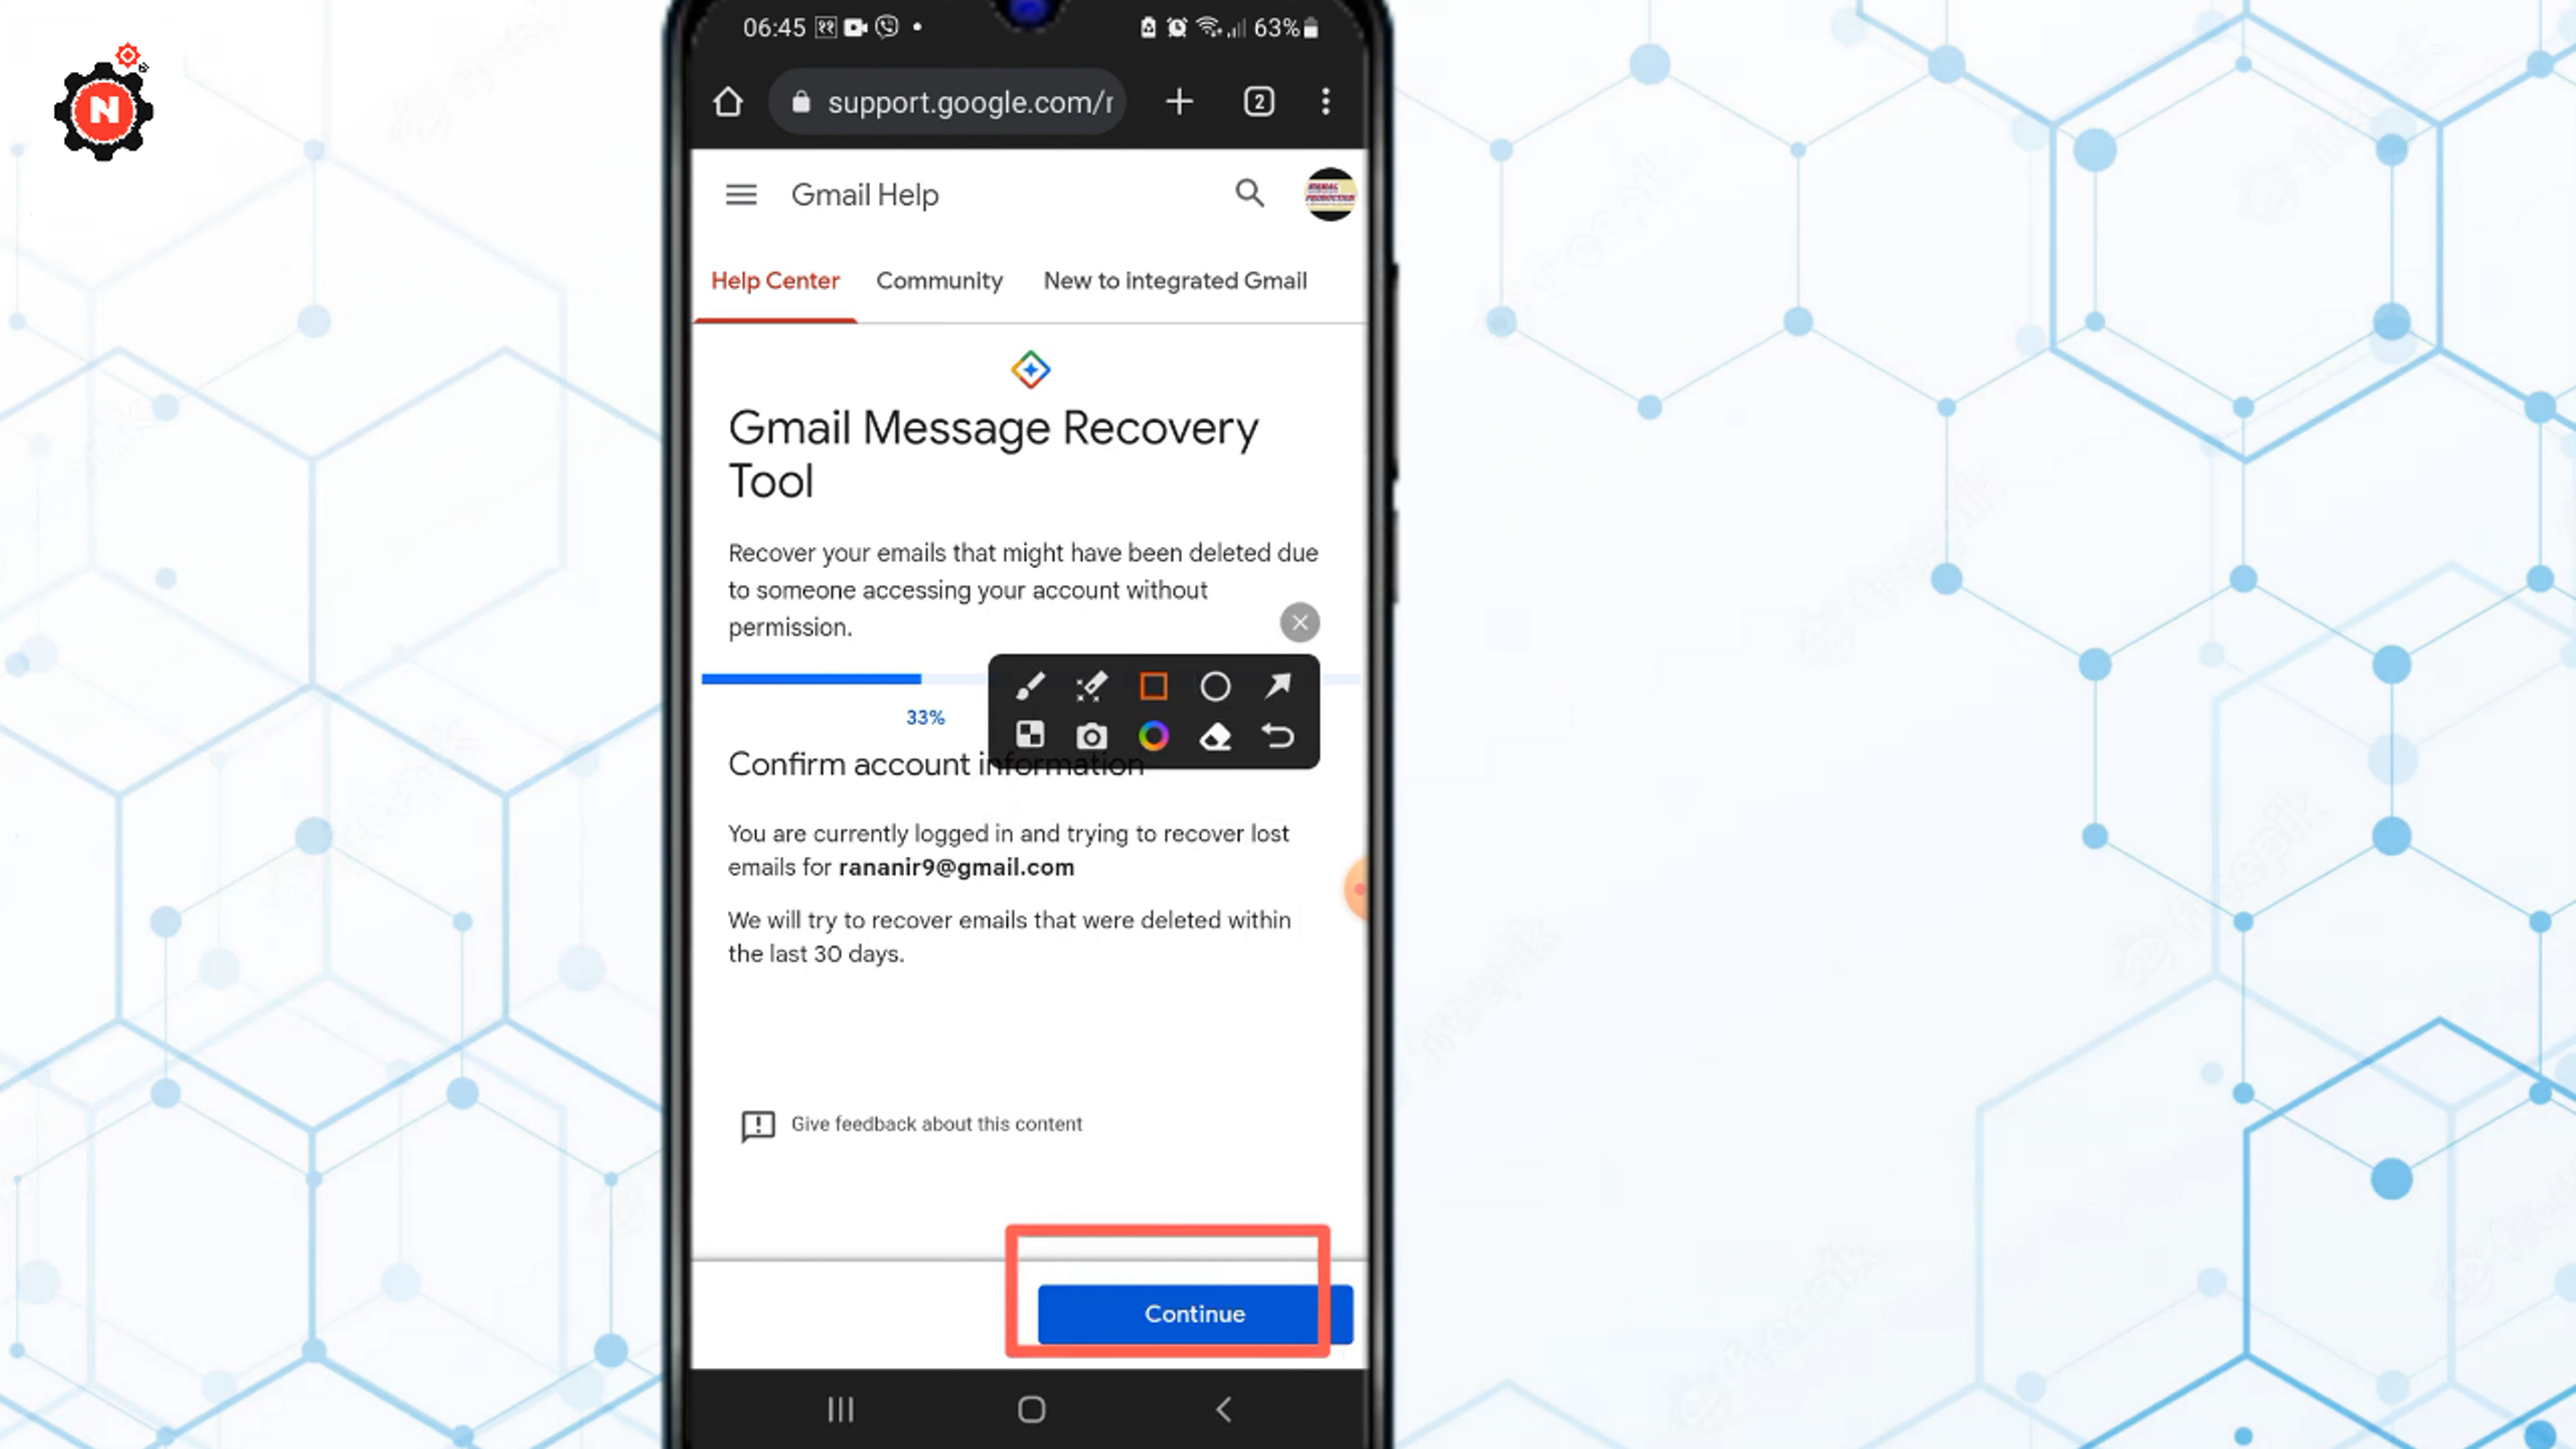 N
06:45
63%
support.google.com/r
2
Gmail Help
Help Center Community New to integrated Gmail
Gmail Message Recovery
Tool
Recover your emails that might have been deleted due
to someone accessing your account without
permission.
33%
Confirm account information
You are currently logged in and trying to recover lost
emails for rananir9@gmail.com
We will try to recover emails that were deleted within
the last 30 days.
Give feedback about this content
Continue